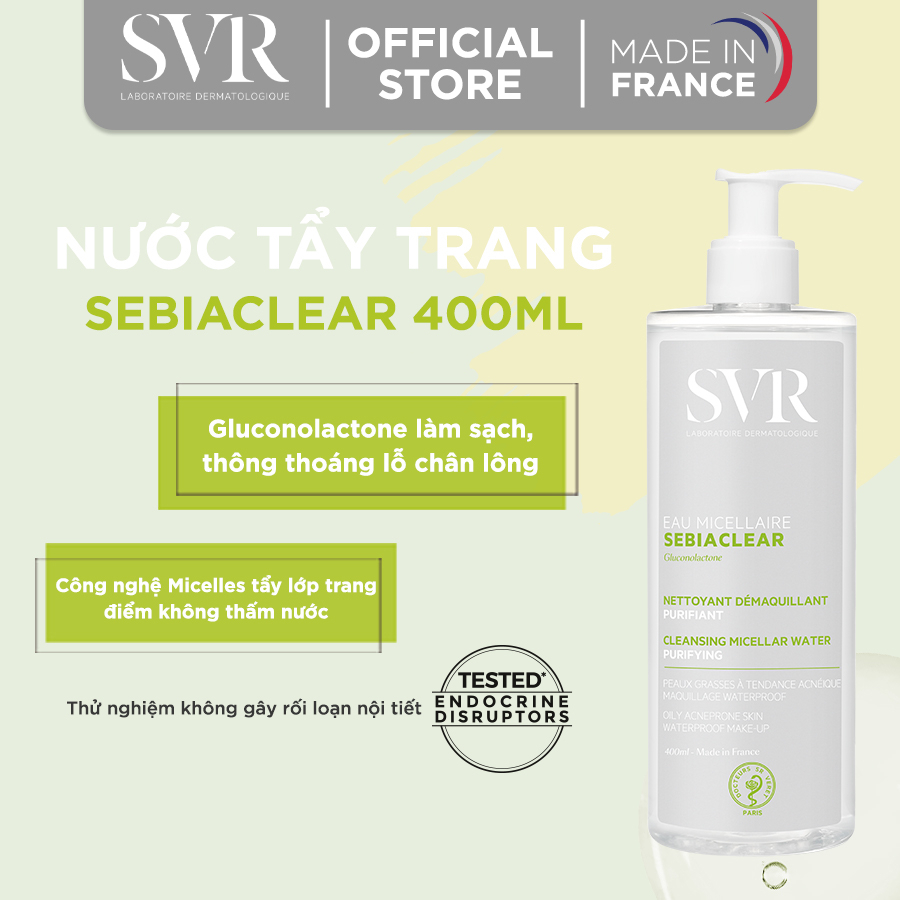 SVR
LABORATOIRE DERMATOLOGIQUE
OFFICIAL
STORE
MADE IN
FRANCE
NƯỚC TẨY TRANG
SEBIACLEAR 400ML
Gluconolactone làm sạch,
thông thoáng lỗ chân lông
Công nghệ Micelles tẩy lớp trang
điểm không thấm nước
Thử nghiệm không gây rối loạn nội tiết
TESTED*
ENDOCRINE
DISRUPTORS
SVR
LABORATOIRE DERMATOLOGIQUE
EAU MICELLAIRE
SEBIACLEAR
Gluconolactone
NETTOYANT DÉMAQUILLANT
PURIFIANT
CLEANSING MICELLAR WATER
PURIFYING
PEAUX GRASSES À TENDANCE ACNÉIQUE
MAQUILLAGE WATERPROOF
OILY ACNEPRONE SKIN
WATERPROOF MAKE-UP
400ml - Made in France
DOCTEURS SR VERET
PARIS